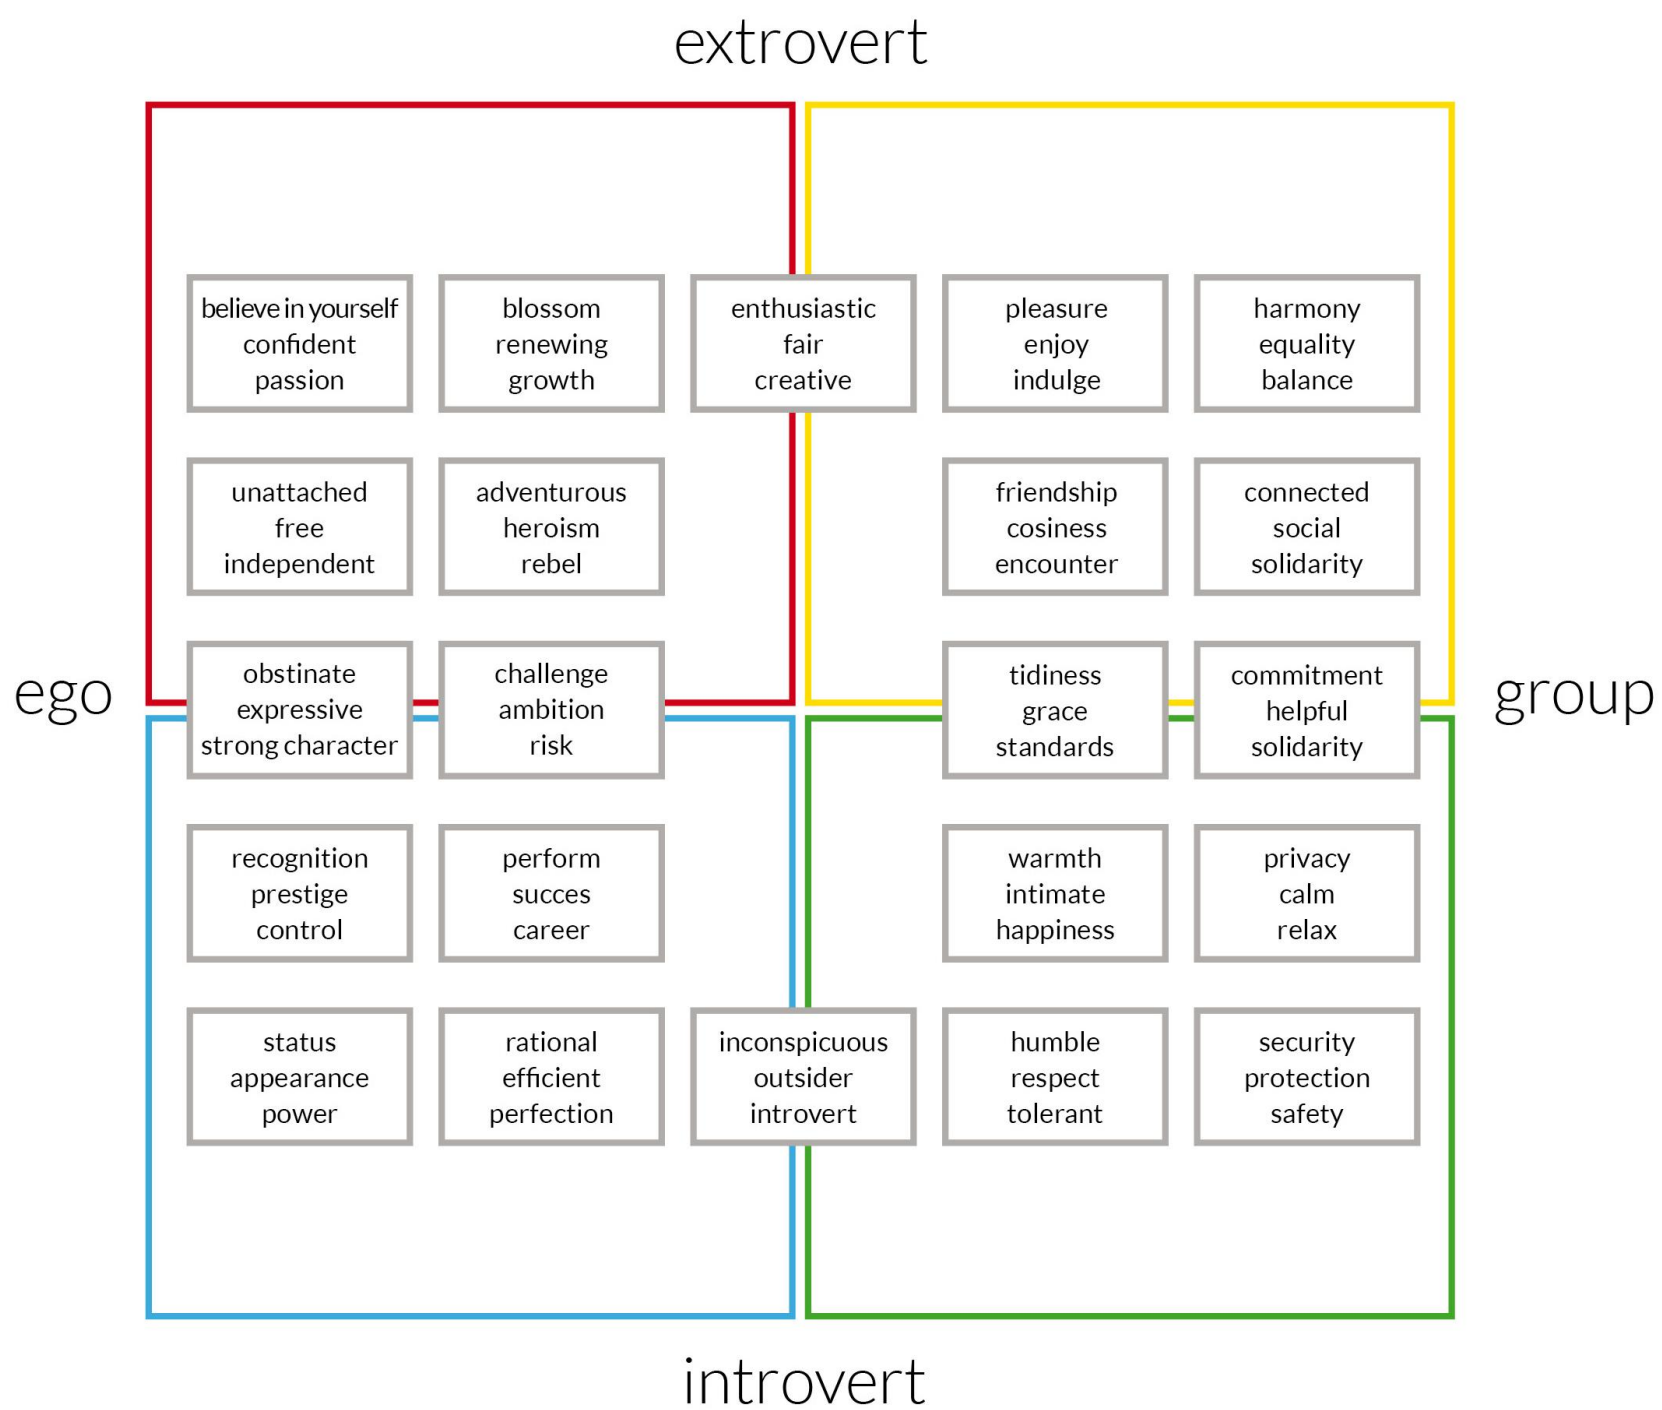 extrovert
believe in yourself
confident
passion
blossom
renewing
growth
enthusiastic
fair
creative
pleasure
enjoy
indulge
harmony
equality
balance
unattached
free
independent
adventurous
heroism
rebel
friendship
cosiness
encounter
connected
social
solidarity
ego
obstinate
expressive
strong character
challenge
ambition
risk
tidiness
grace
standards
commitment
helpful
solidarity
group
recognition
prestige
control
perform
succes
career
warmth
intimate
happiness
privacy
calm
relax
status
appearance
power
rational
efficient
perfection
inconspicuous
outsider
introvert
humble
respect
tolerant
security
protection
safety
introvert